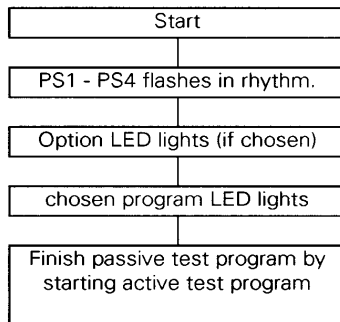 Start
PS1 - PS4 flashes in rhythm.
Option LED lights (if chosen)
chosen program LED lights
Finish passive test program by
starting active test program